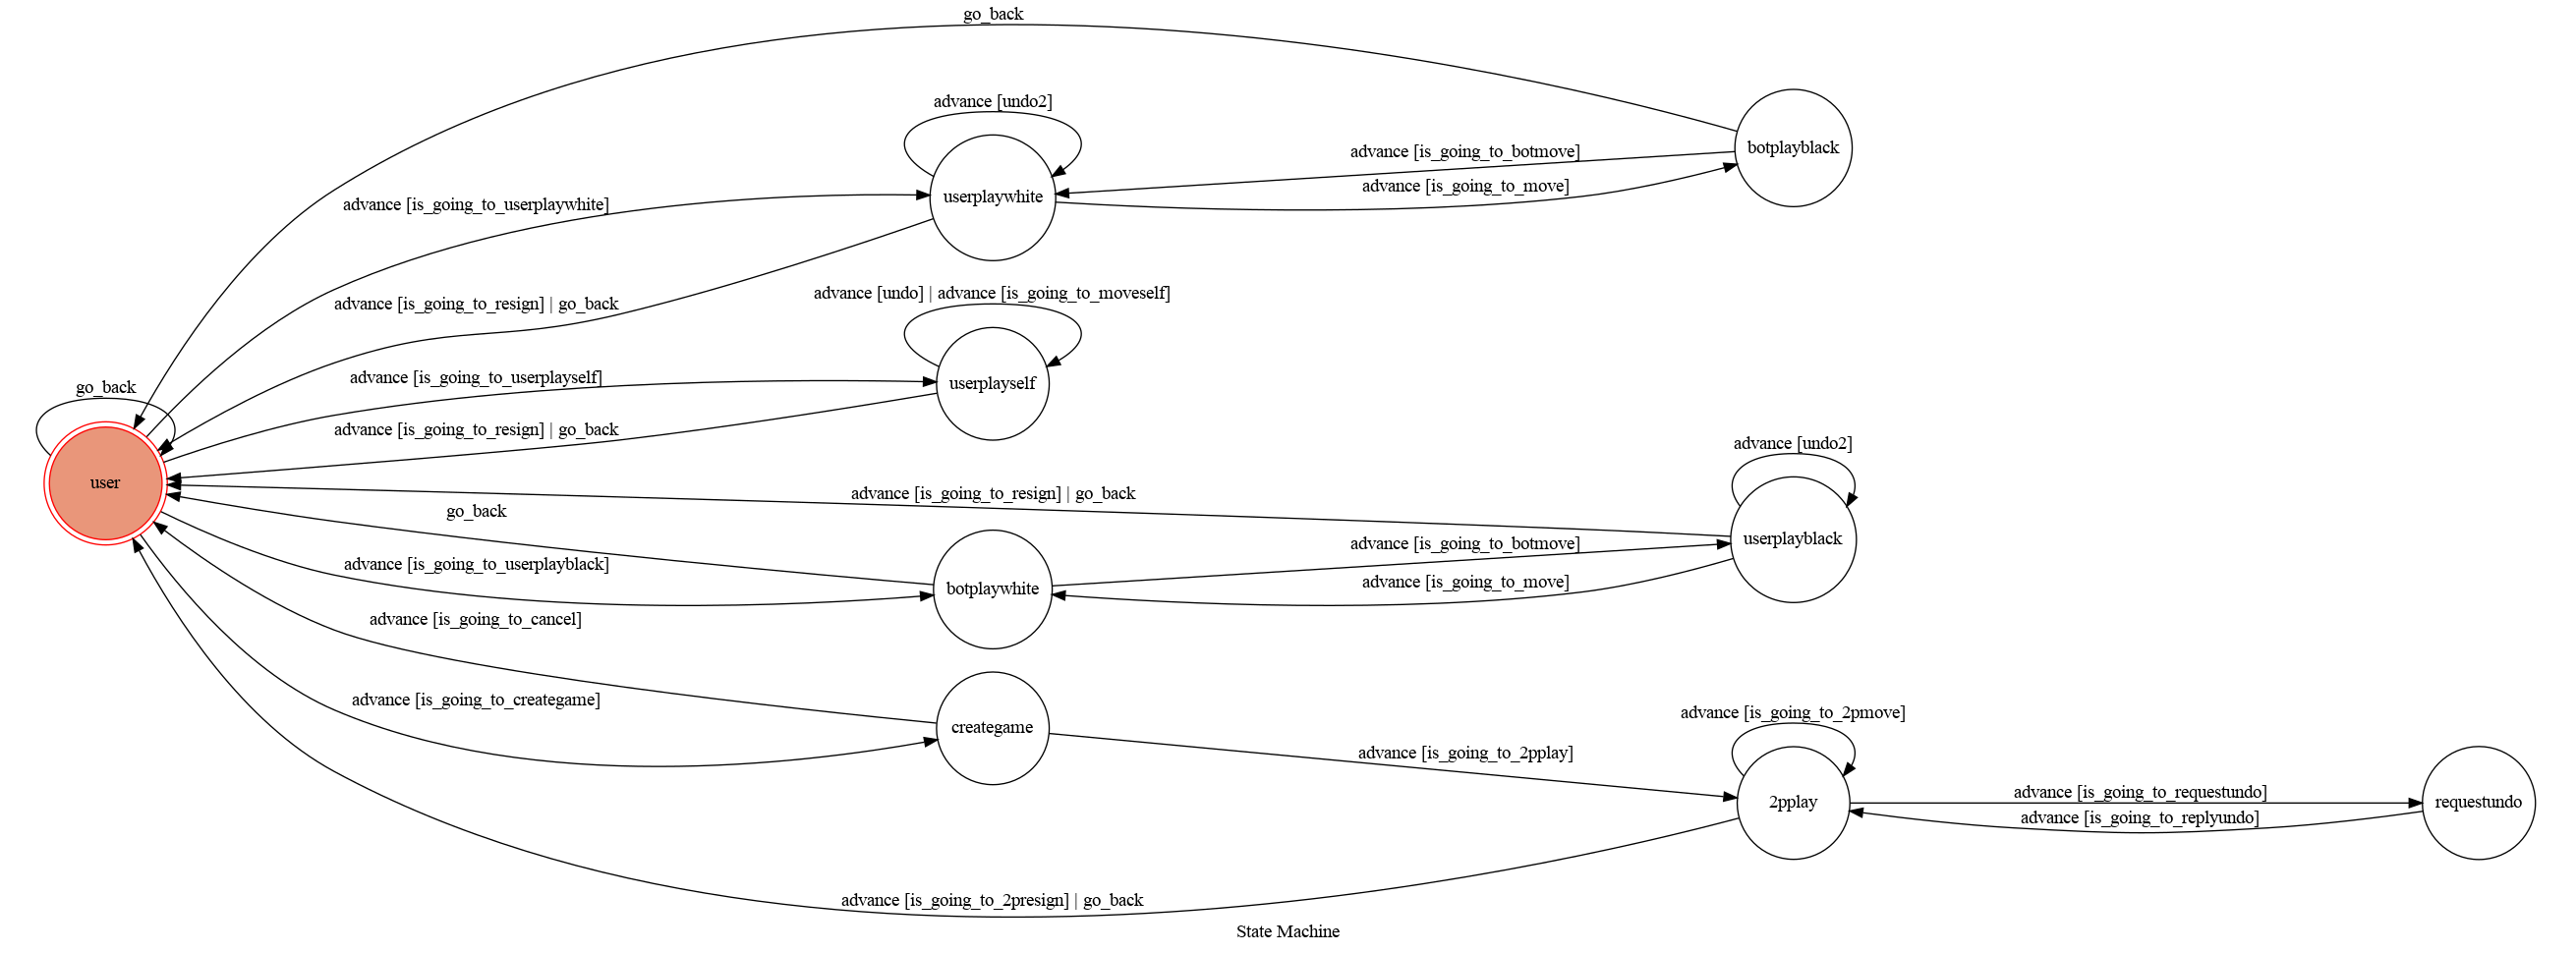 go_back
advance [undo2]
botplayblack
advance [is_going_to_botmove]
advance [is_going_to_move]
userplaywhite
advance [is_going_to_userplaywhite]
advance [is_going_to_resign] | go_back
advance [undo] | advance [is_going_to_moveself]
advance [is_going_to_userplayself]
userplayself
go_back
advance [is_going_to_resign] | go_back
advance [undo2]
user
advance [is_going_to_resign] | go_back
go_back
userplayblack
advance [is_going_to_botmove]
advance [is_going_to_userplayblack]
advance [is_going_to_move]
botplaywhite
advance [is_going_to_cancel]
advance [is_going_to_creategame]
advance [is_going_to_2pmove]
creategame
advance [is_going_to_2pplay]
advance [is_going_to_requestundo]
2pplay
requestundo
advance [is_going_to_replyundo]
advance [is_going_to_2presign] | go_back
State Machine